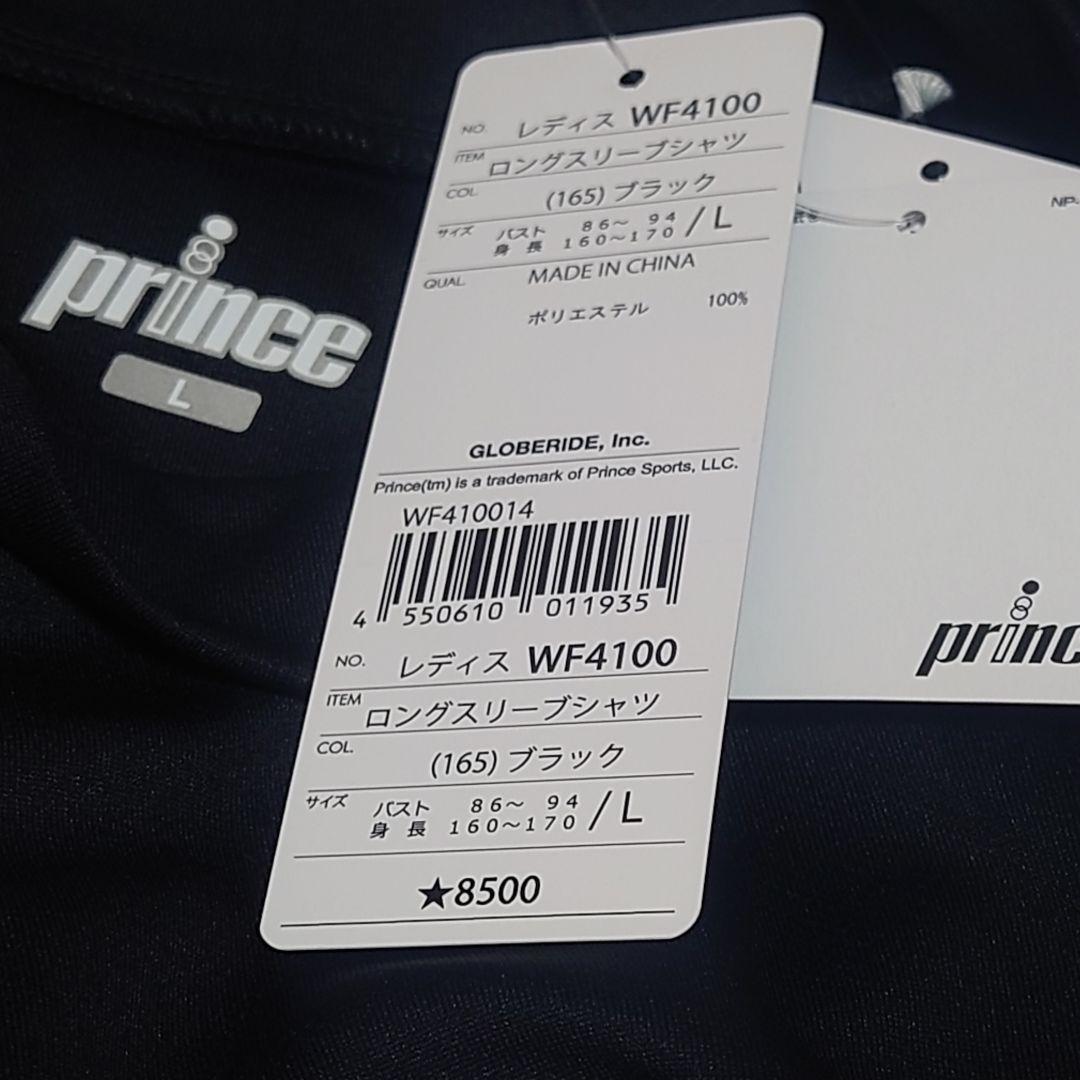 prince
L
NO. レディス WF4100
ITEM ロングスリーブシャツ
COL. (165) ブラック
サイズ バスト 86～ 94 / L
身 長 160～170
QUAL. MADE IN CHINA
ポリエステル 100%
GLOBERIDE, Inc.
Prince(tm) is a trademark of Prince Sports, LLC.
WF410014
4 550610 011935
NO. レディス WF4100
ITEM ロングスリーブシャツ
COL. (165) ブラック
サイズ バスト 86～ 94 / L
身 長 160～170
★8500
NP-
princ